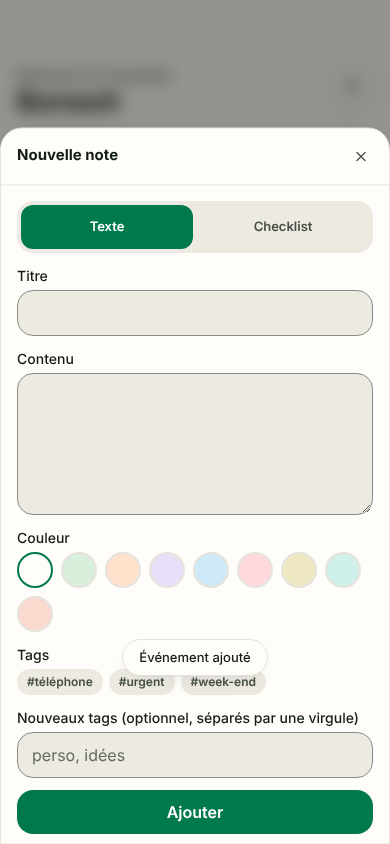 Nouvelle note
Texte
Checklist
Titre
Contenu
Couleur
Tags
Événement ajouté
#téléphone
#urgent
#week-end
Nouveaux tags (optionnel, séparés par une virgule)
perso, idées
Ajouter